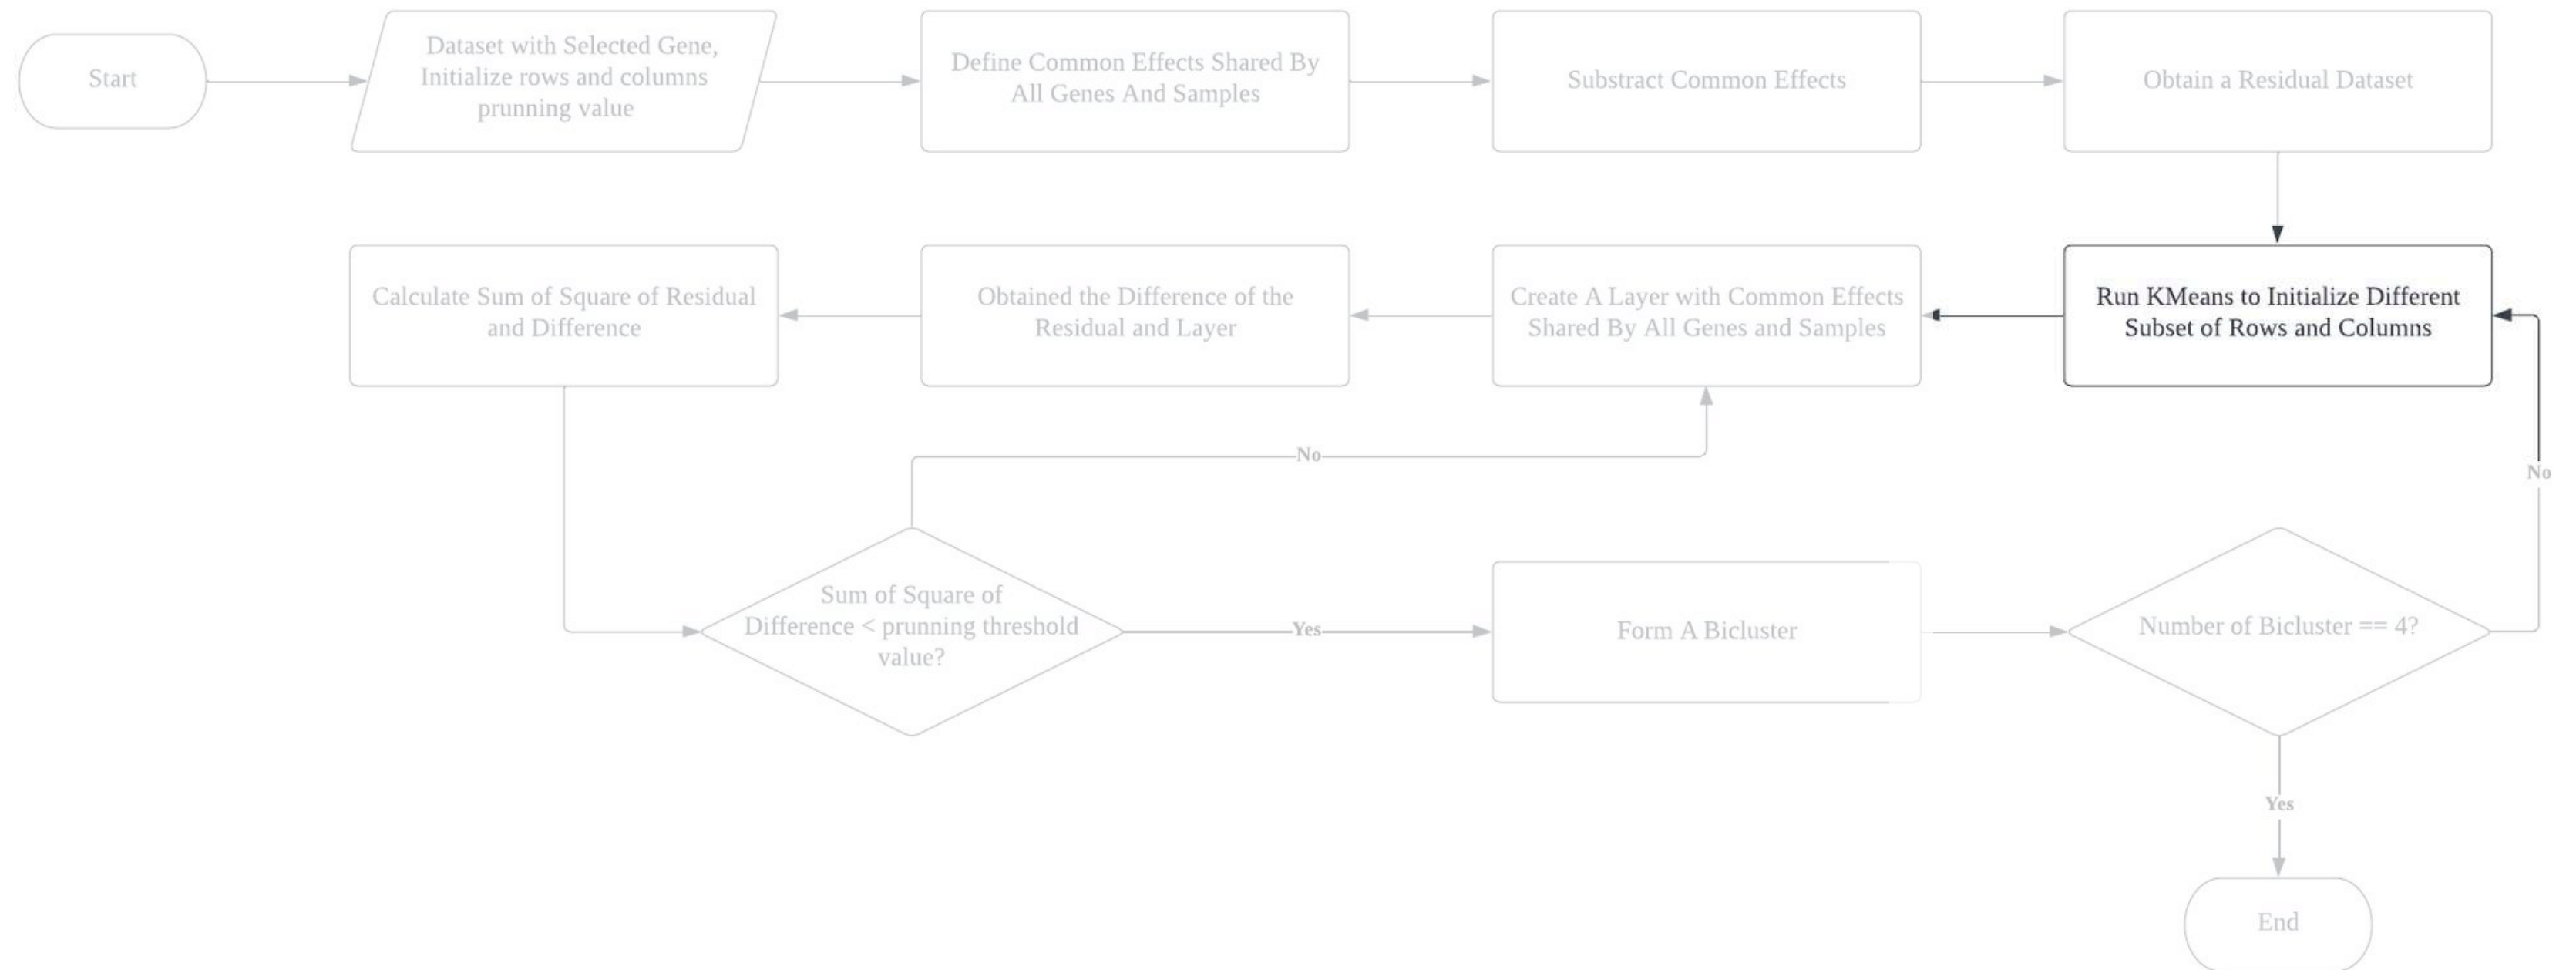 Start
Dataset with Selected Gene,
Initialize rows and columns
prunning value
Define Common Effects Shared By
All Genes And Samples
Substract Common Effects
Obtain a Residual Dataset
Calculate Sum of Square of Residual
and Difference
Obtained the Difference of the
Residual and Layer
Create A Layer with Common Effects
Shared By All Genes and Samples
Run KMeans to Initialize Different
Subset of Rows and Columns
No
No
Sum of Square of
Difference < prunning threshold
value?
Yes
Form A Bicluster
Number of Bicluster == 4?
Yes
End